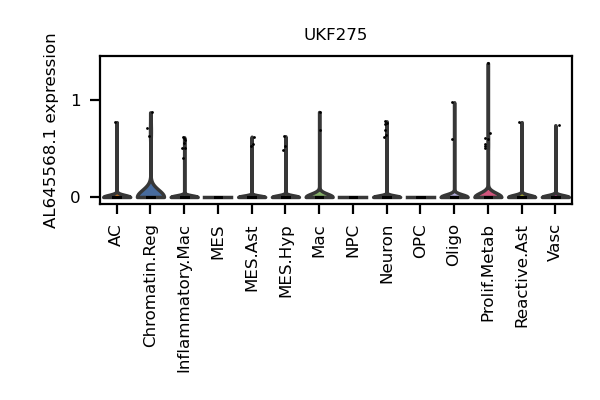 UKF275
AL645568.1 expression
1
0
AC
Chromatin.Reg
Inflammatory.Mac
MES
MES.Ast
MES.Hyp
Mac
NPC
Neuron
OPC
Oligo
Prolif.Metab
Reactive.Ast
Vasc